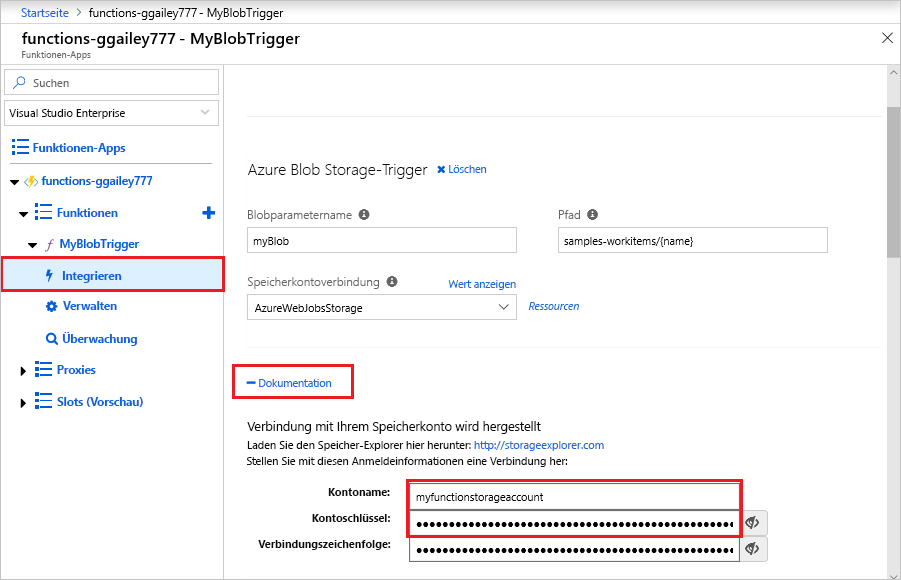 Startseite > functions-ggailey777 - MyBlobTrigger
functions-ggailey777 - MyBlobTrigger
Funktionen-Apps
Suchen
Visual Studio Enterprise
Funktionen-Apps
functions-ggailey777
Funktionen
MyBlobTrigger
Integrieren
Verwalten
Überwachung
Proxies
Slots (Vorschau)
Azure Blob Storage-Trigger Löschen
Blobparametername
Pfad
myBlob
samples-workitems/{name}
Speicherkontoverbindung
Wert anzeigen
AzureWebJobsStorage
Ressourcen
Dokumentation
Verbindung mit Ihrem Speicherkonto wird hergestellt
Laden Sie den Speicher-Explorer hier herunter: http://storageexplorer.com
Stellen Sie mit diesen Anmeldeinformationen eine Verbindung her:
Kontoname: myfunctionstorageaccount
Kontoschlüssel:
Verbindungszeichenfolge: